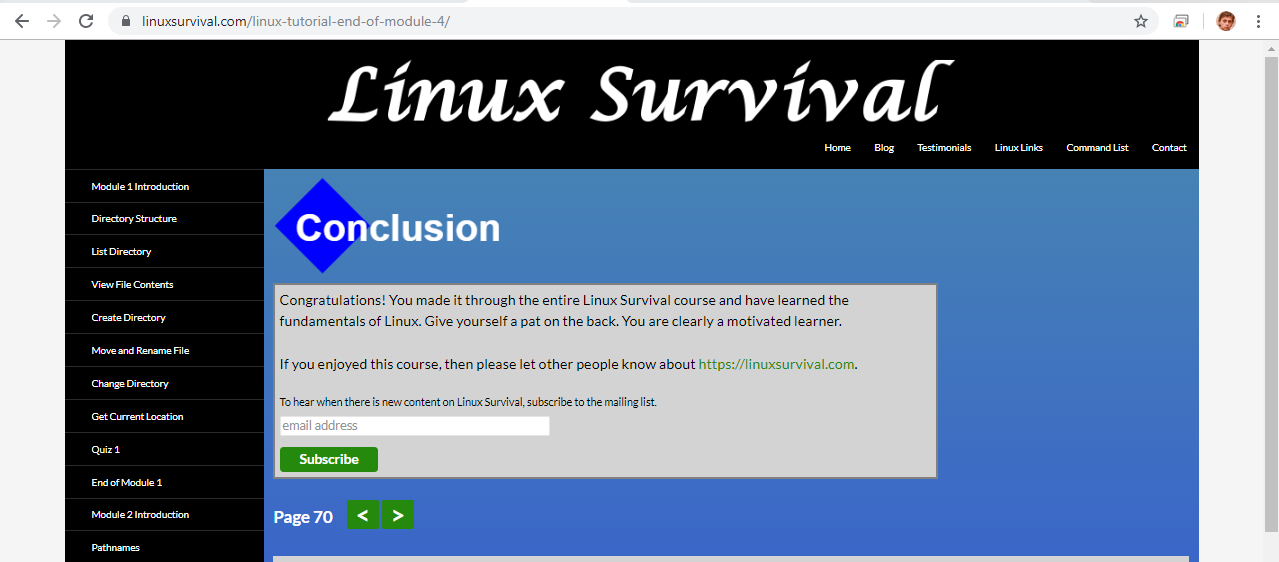 linuxsurvival.com/linux-tutorial-end-of-module-4/
Linux Survival
Home Blog Testimonials Linux Links Command List Contact
Module 1 Introduction
Directory Structure
List Directory
View File Contents
Create Directory
Move and Rename File
Change Directory
Get Current Location
Quiz 1
End of Module 1
Module 2 Introduction
Pathnames
Conclusion
Congratulations! You made it through the entire Linux Survival course and have learned the
fundamentals of Linux. Give yourself a pat on the back. You are clearly a motivated learner.
If you enjoyed this course, then please let other people know about https://linuxsurvival.com.
To hear when there is new content on Linux Survival, subscribe to the mailing list.
email address
Subscribe
Page 70 < >